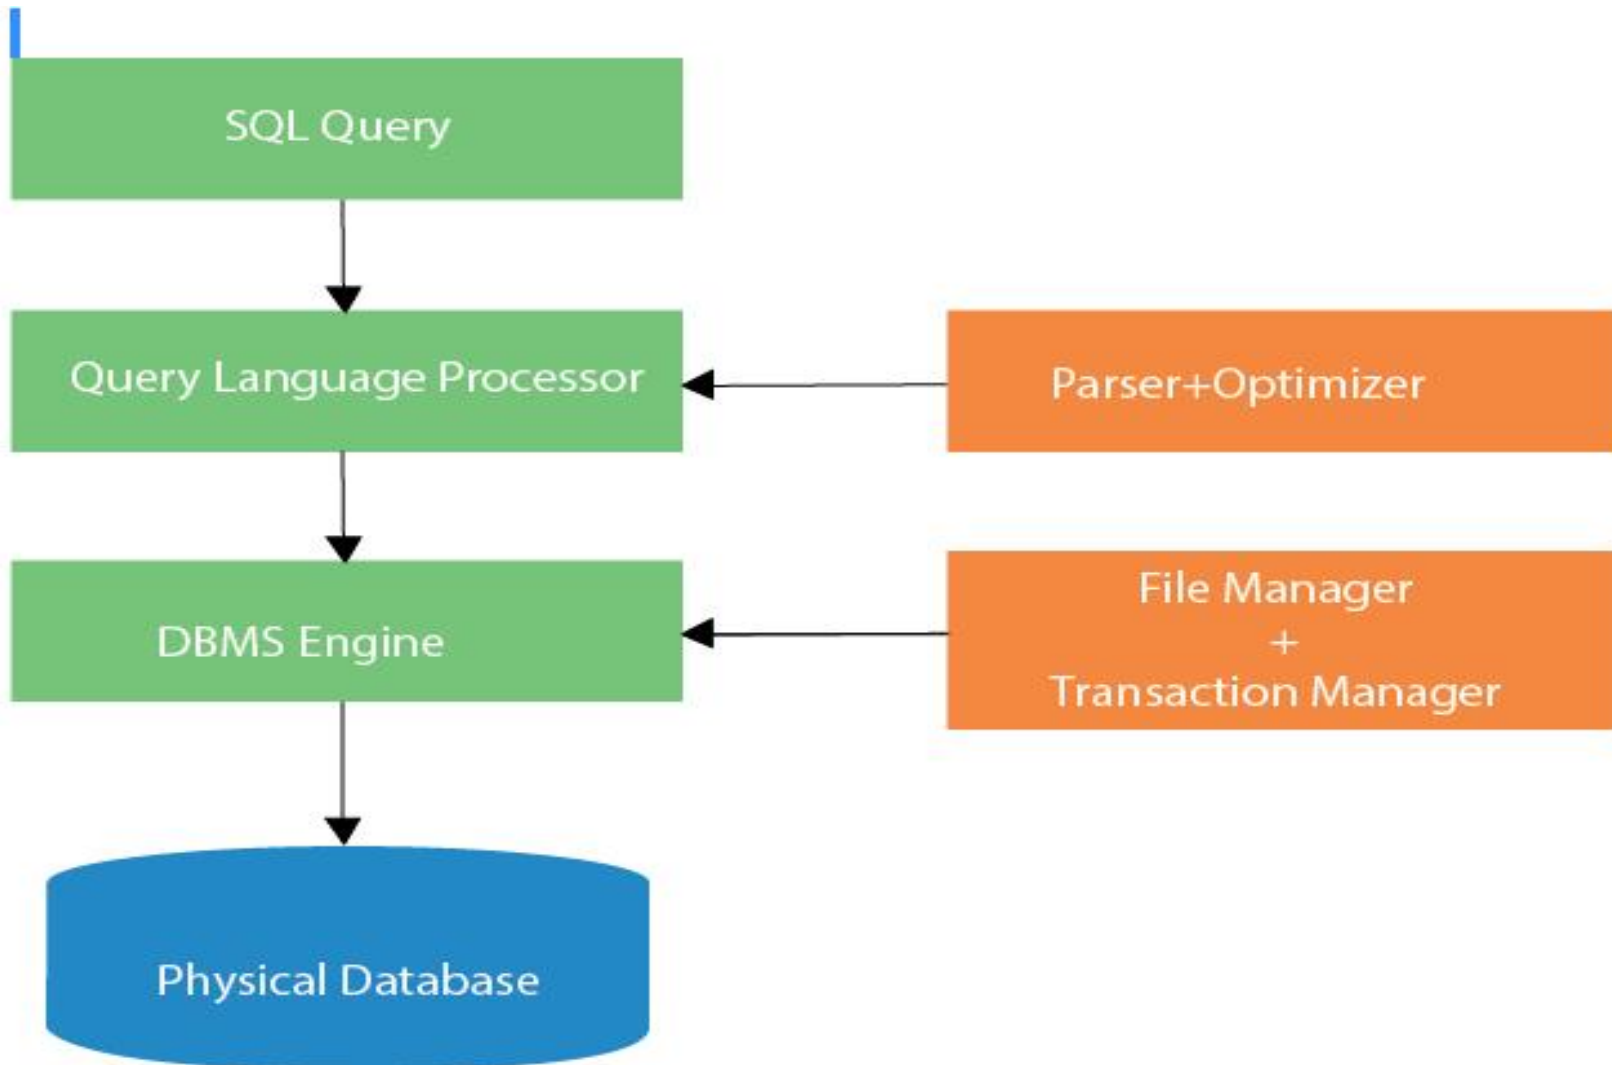 SQL Query
Query Language Processor
Parser+Optimizer
DBMS Engine
File Manager
+
Transaction Manager
Physical Database